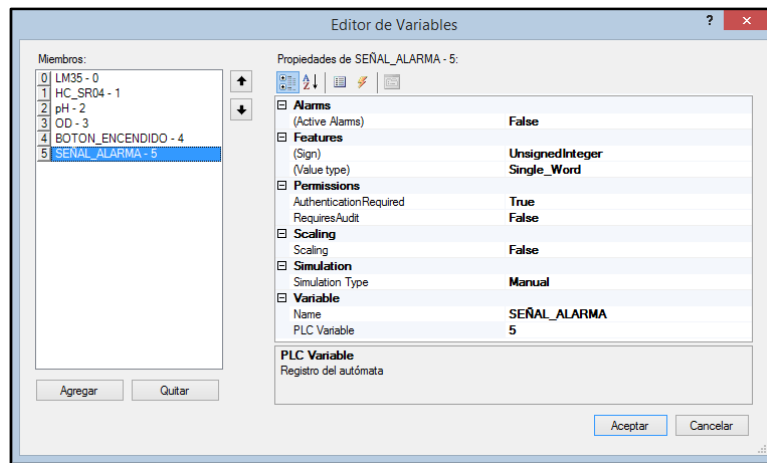 Editor de Variables
? ×
Miembros:
0 LM35 - 0
1 HC_SR04 - 1
2 pH - 2
3 OD - 3
4 BOTON_ENCENDIDO - 4
5 SEÑAL_ALARMA - 5
Agregar Quitar
Propiedades de SEÑAL_ALARMA - 5:
Alarms
(Active Alarms) False
Features
(Sign) UnsignedInteger
(Value type) Single_Word
Permissions
AuthenticationRequired True
RequiresAudit False
Scaling
Scaling False
Simulation
Simulation Type Manual
Variable
Name SEÑAL_ALARMA
PLC Variable 5
PLC Variable
Registro del autómata
Aceptar Cancelar